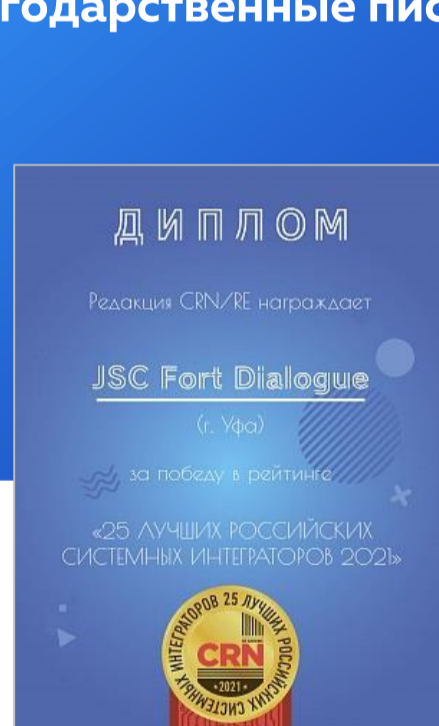 годарственные пис
ДИПЛОМ
Редакция CRN/RE награждает
JSC Fort Dialogue
(г. Уфа)
за победу в рейтинге
«25 ЛУЧШИХ РОССИЙСКИХ
СИСТЕМНЫХ ИНТЕГРАТОРОВ 2021»
25 ЛУЧШИХ РОССИЙСКИХ СИСТЕМНЫХ ИНТЕГРАТОРОВ
CRN
•2021•